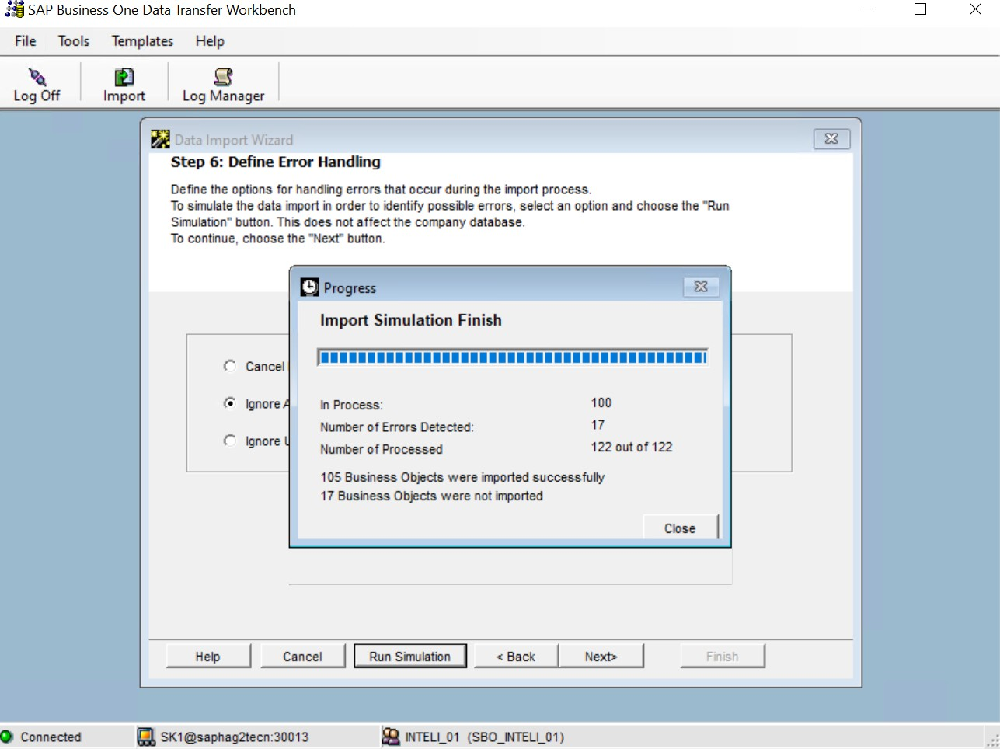 SAP Business One Data Transfer Workbench
File Tools Templates Help
Log Off Import Log Manager
Data Import Wizard
Step 6: Define Error Handling
Define the options for handling errors that occur during the import process.
To simulate the data import in order to identify possible errors, select an option and choose the "Run
Simulation" button. This does not affect the company database.
To continue, choose the "Next" button.
Progress
Import Simulation Finish
Cancel
Ignore A
Ignore
In Process: 100
Number of Errors Detected: 17
Number of Processed 122 out of 122
105 Business Objects were imported successfully
17 Business Objects were not imported
Close
Help Cancel Run Simulation < Back Next> Finish
Connected SK1@saphag2tecn:30013 INTELI_01 (SBO_INTELI_01)